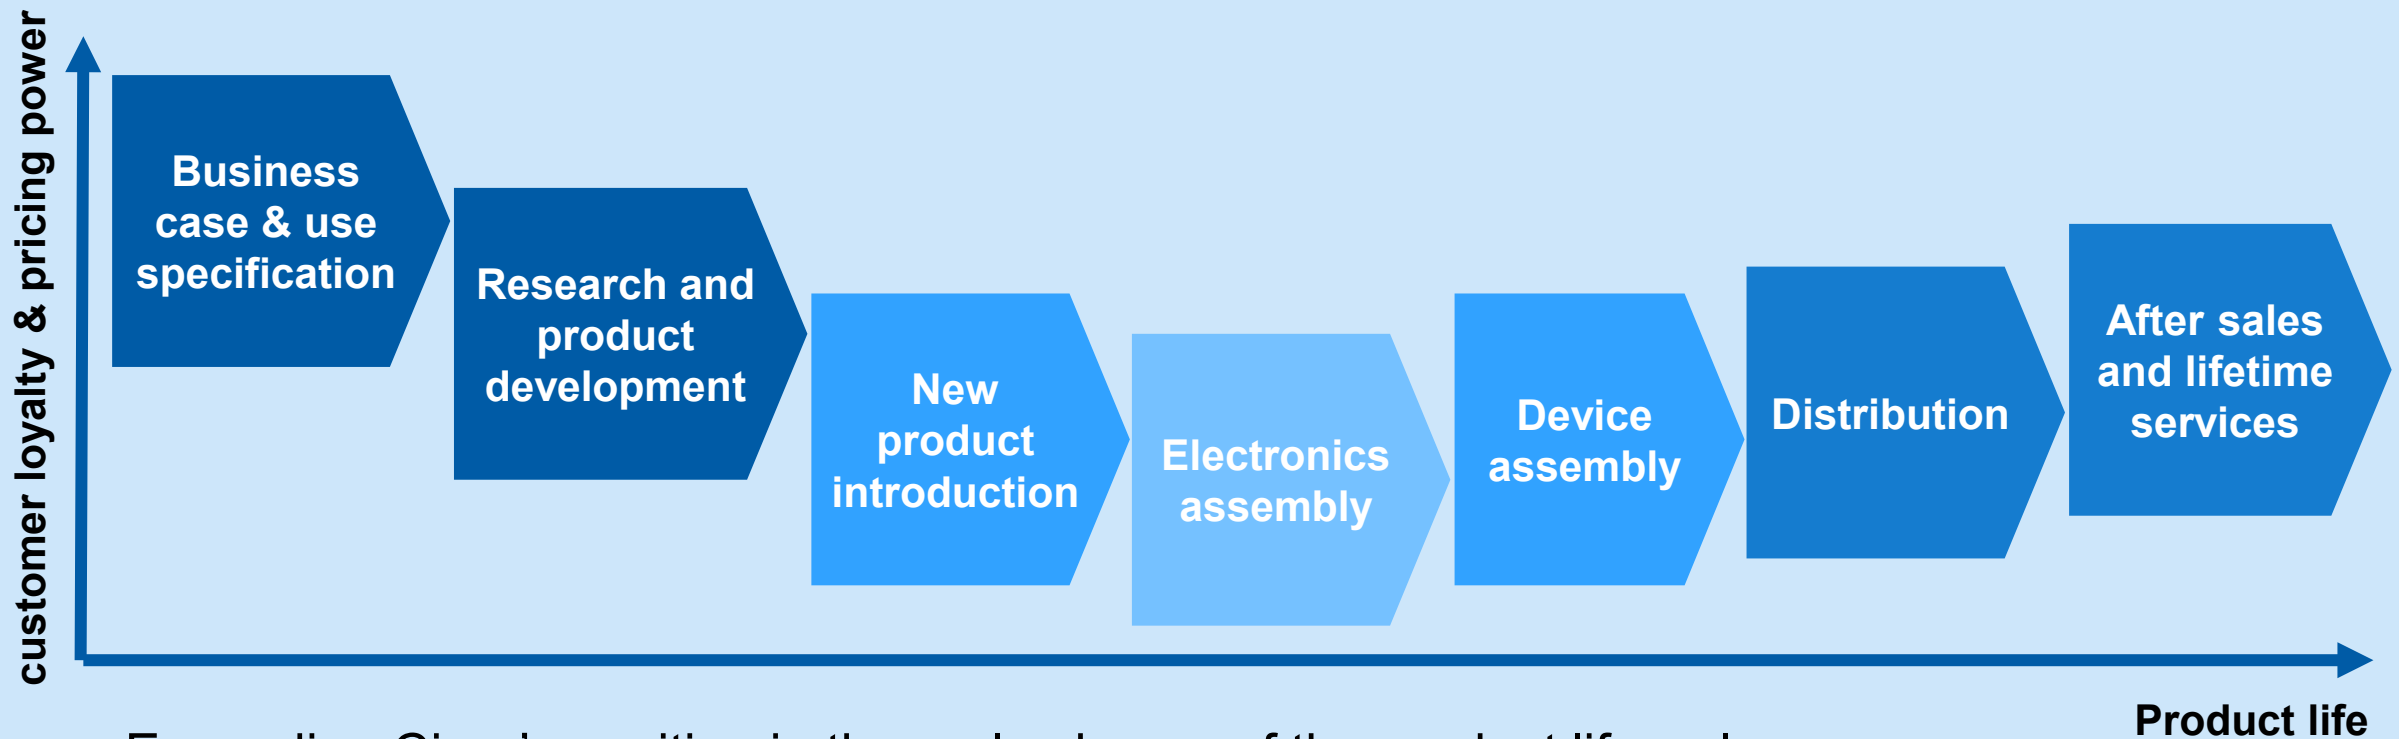 customer loyalty & pricing power
Business
case & use
specification
Research and
product
development
New
product
introduction
Electronics
assembly
Device
assembly
Distribution
After sales
and lifetime
services
Product life